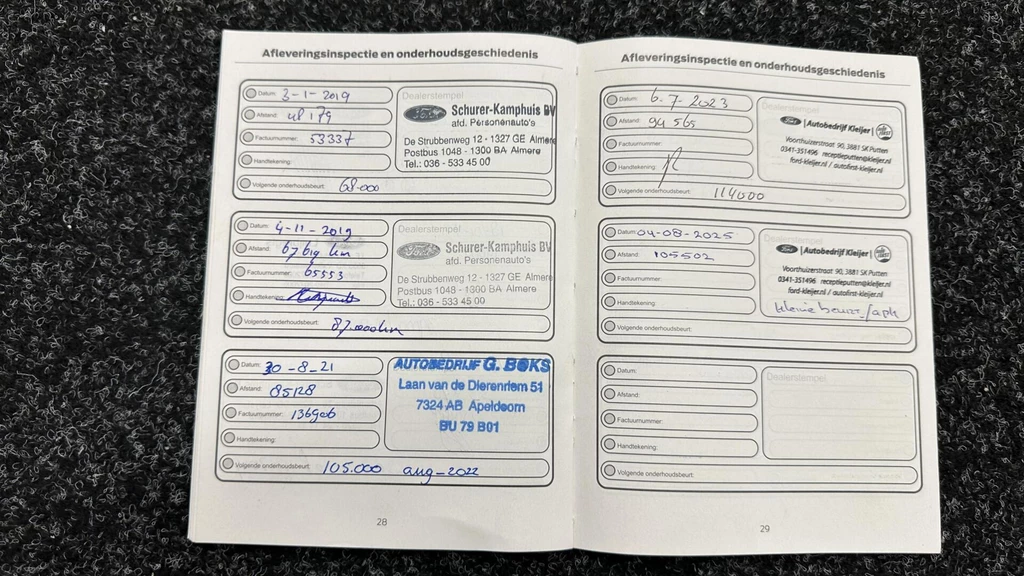 Afleveringsinspectie en onderhoudsgeschiedenis
Datum: 3-1-2019
Afstand: 48179
Factuurnummer: 53337
Handtekening:
Volgende onderhoudsbeurt: 68.000
Dealerstempel
Ford Schurer-Kamphuis BV
afd. Personenauto's
De Strubbenweg 12 - 1327 GE Almere
Postbus 1048 - 1300 BA Almere
Tel.: 036 - 533 45 00
Datum: 4-11-2019
Afstand: 67619 km
Factuurnummer: 65553
Handtekening:
Volgende onderhoudsbeurt: 87.000 km
Dealerstempel
Ford Schurer-Kamphuis BV
afd. Personenauto's
De Strubbenweg 12 - 1327 GE Almere
Postbus 1048 - 1300 BA Almere
Tel.: 036 - 533 45 00
Datum: 30-8-21
Afstand: 85128
Factuurnummer: 136906
Handtekening:
Volgende onderhoudsbeurt: 105.000 aug-2022
AUTOBEDRIJF G. BOKS
Laan van de Dierenriem 51
7324 AB Apeldoorn
BU 79 B01
28
Afleveringsinspectie en onderhoudsgeschiedenis
Datum: 6-7-2023
Afstand: 94565
Factuurnummer:
Handtekening:
Volgende onderhoudsbeurt: 114000
Dealerstempel
Ford | Autobedrijf Kleijer |
Voorthuizerstraat 90, 3881 SK Putten
0341-351496 receptieputten@kleijer.nl
ford-kleijer.nl / autofirst-kleijer.nl
Datum: 04-08-2025
Afstand: 105502
Factuurnummer:
Handtekening:
Volgende onderhoudsbeurt:
Dealerstempel
Ford | Autobedrijf Kleijer |
Voorthuizerstraat 90, 3881 SK Putten
0341-351496 receptieputten@kleijer.nl
ford-kleijer.nl / autofirst-kleijer.nl
kleine beurt / apk
Datum:
Afstand:
Factuurnummer:
Handtekening:
Volgende onderhoudsbeurt:
Dealerstempel
29